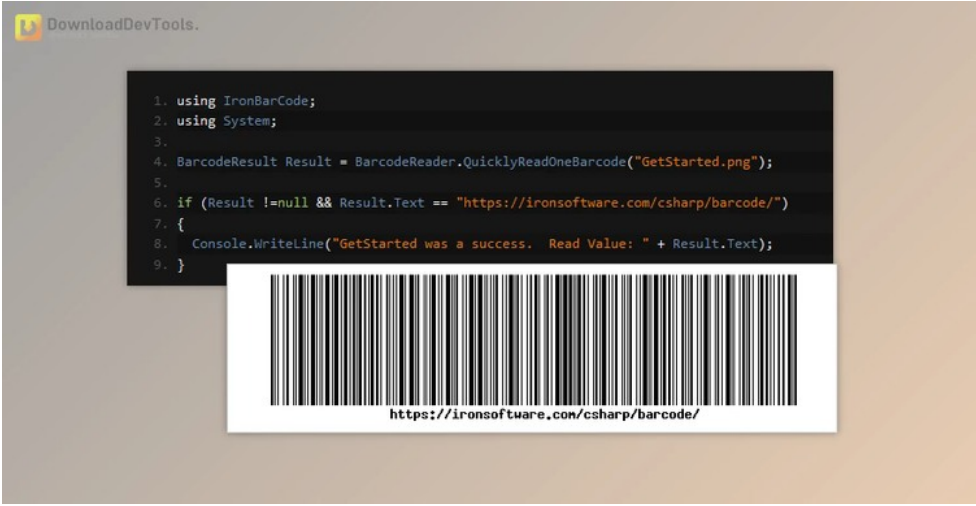 DownloadDevTools.
1. using IronBarCode;
2. using System;
3.
4. BarcodeResult Result = BarcodeReader.QuicklyReadOneBarcode("GetStarted.png");
5.
6. if (Result !=null && Result.Text == "https://ironsoftware.com/csharp/barcode/")
7. {
8. Console.WriteLine("GetStarted was a success.  Read Value: " + Result.Text);
9. }
https://ironsoftware.com/csharp/barcode/